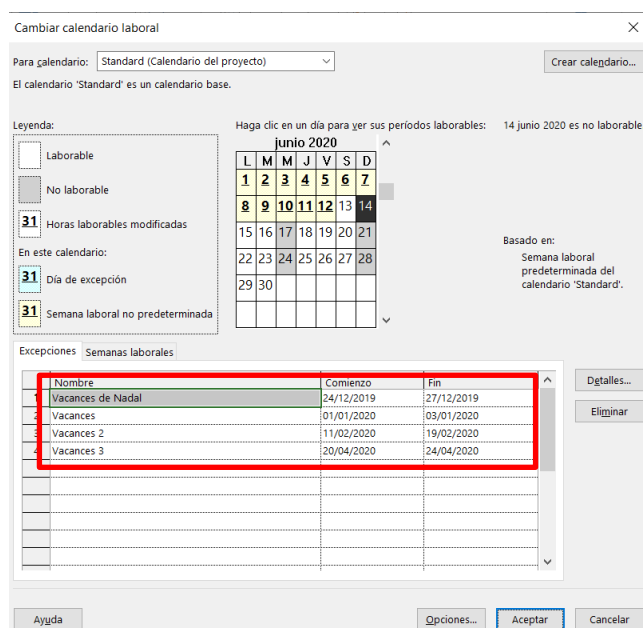 Cambiar calendario laboral
Para calendario: Standard (Calendario del proyecto)
Crear calendario...
El calendario 'Standard' es un calendario base.
Leyenda:
Laborable
No laborable
31 Horas laborables modificadas
En este calendario:
31 Día de excepción
31 Semana laboral no predeterminada
Haga clic en un día para ver sus períodos laborables:
junio 2020
L M M J V S D
1 2 3 4 5 6 7
8 9 10 11 12 13 14
15 16 17 18 19 20 21
22 23 24 25 26 27 28
29 30
14 junio 2020 es no laborable
Basado en:
Semana laboral
predeterminada del
calendario 'Standard'.
Excepciones Semanas laborales
Nombre Comienzo Fin
1 Vacances de Nadal 24/12/2019 27/12/2019
2 Vacances 01/01/2020 03/01/2020
3 Vacances 2 11/02/2020 19/02/2020
4 Vacances 3 20/04/2020 24/04/2020
Detalles...
Eliminar
Ayuda Opciones... Aceptar Cancelar